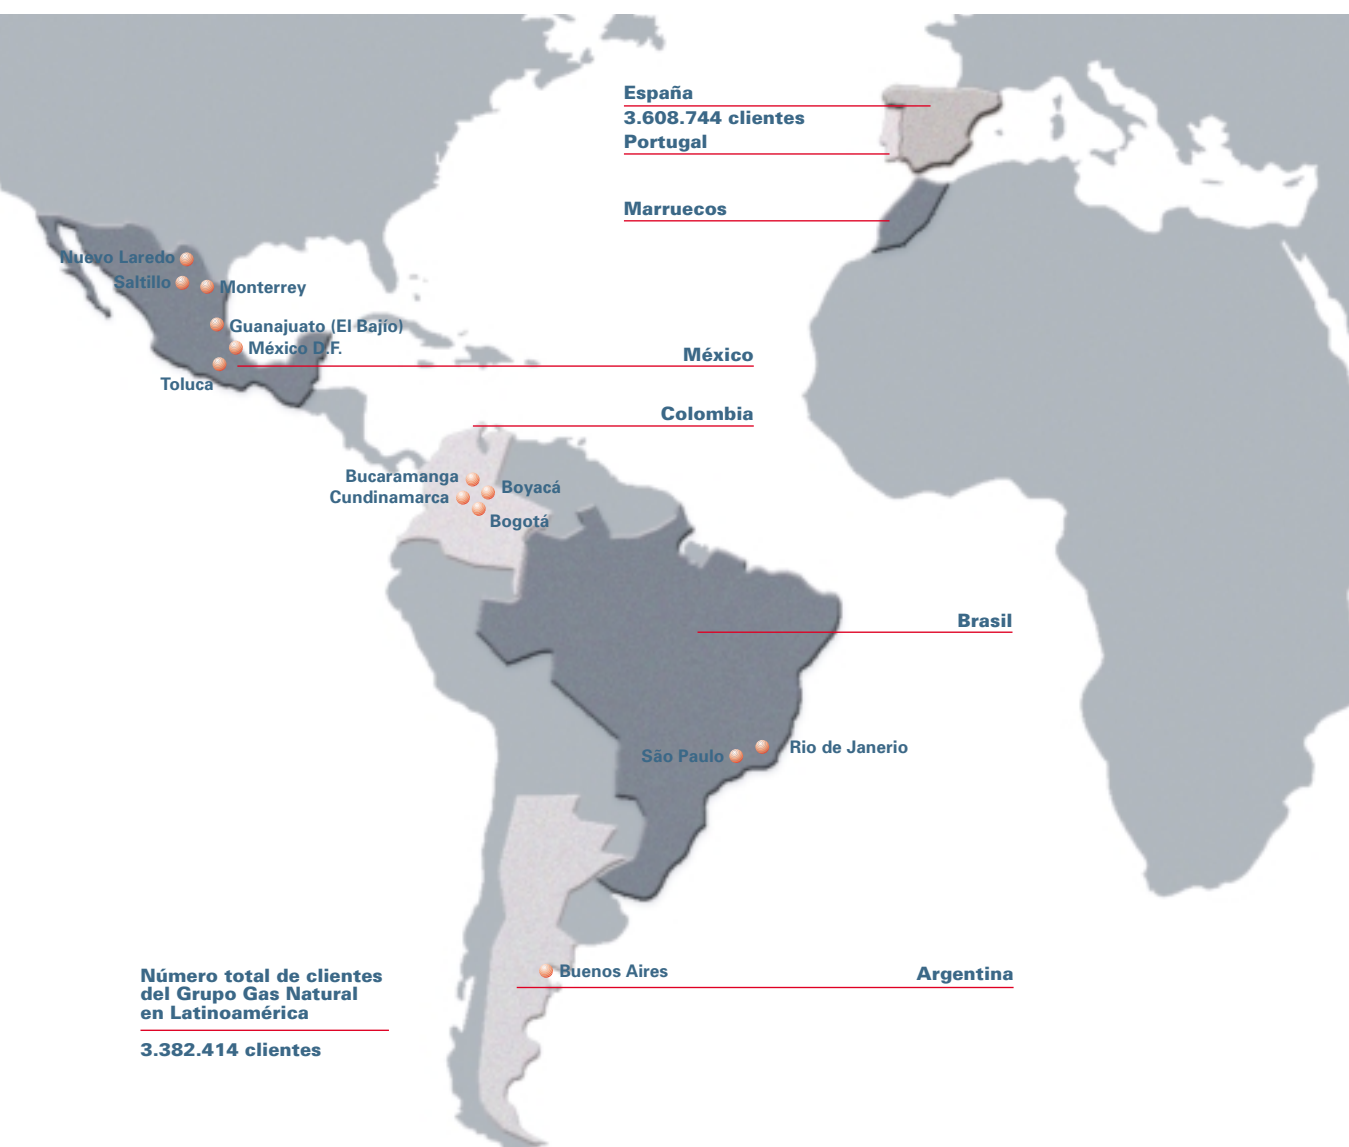 España
3.608.744 clientes
Portugal
Marruecos
Nuevo Laredo
Saltillo
Monterrey
Guanajuato (El Bajío)
México D.F.
México
Toluca
Colombia
Bucaramanga
Boyacá
Cundinamarca
Bogotá
Brasil
São Paulo
Rio de Janerio
Buenos Aires
Argentina
Número total de clientes
del Grupo Gas Natural
en Latinoamérica
3.382.414 clientes